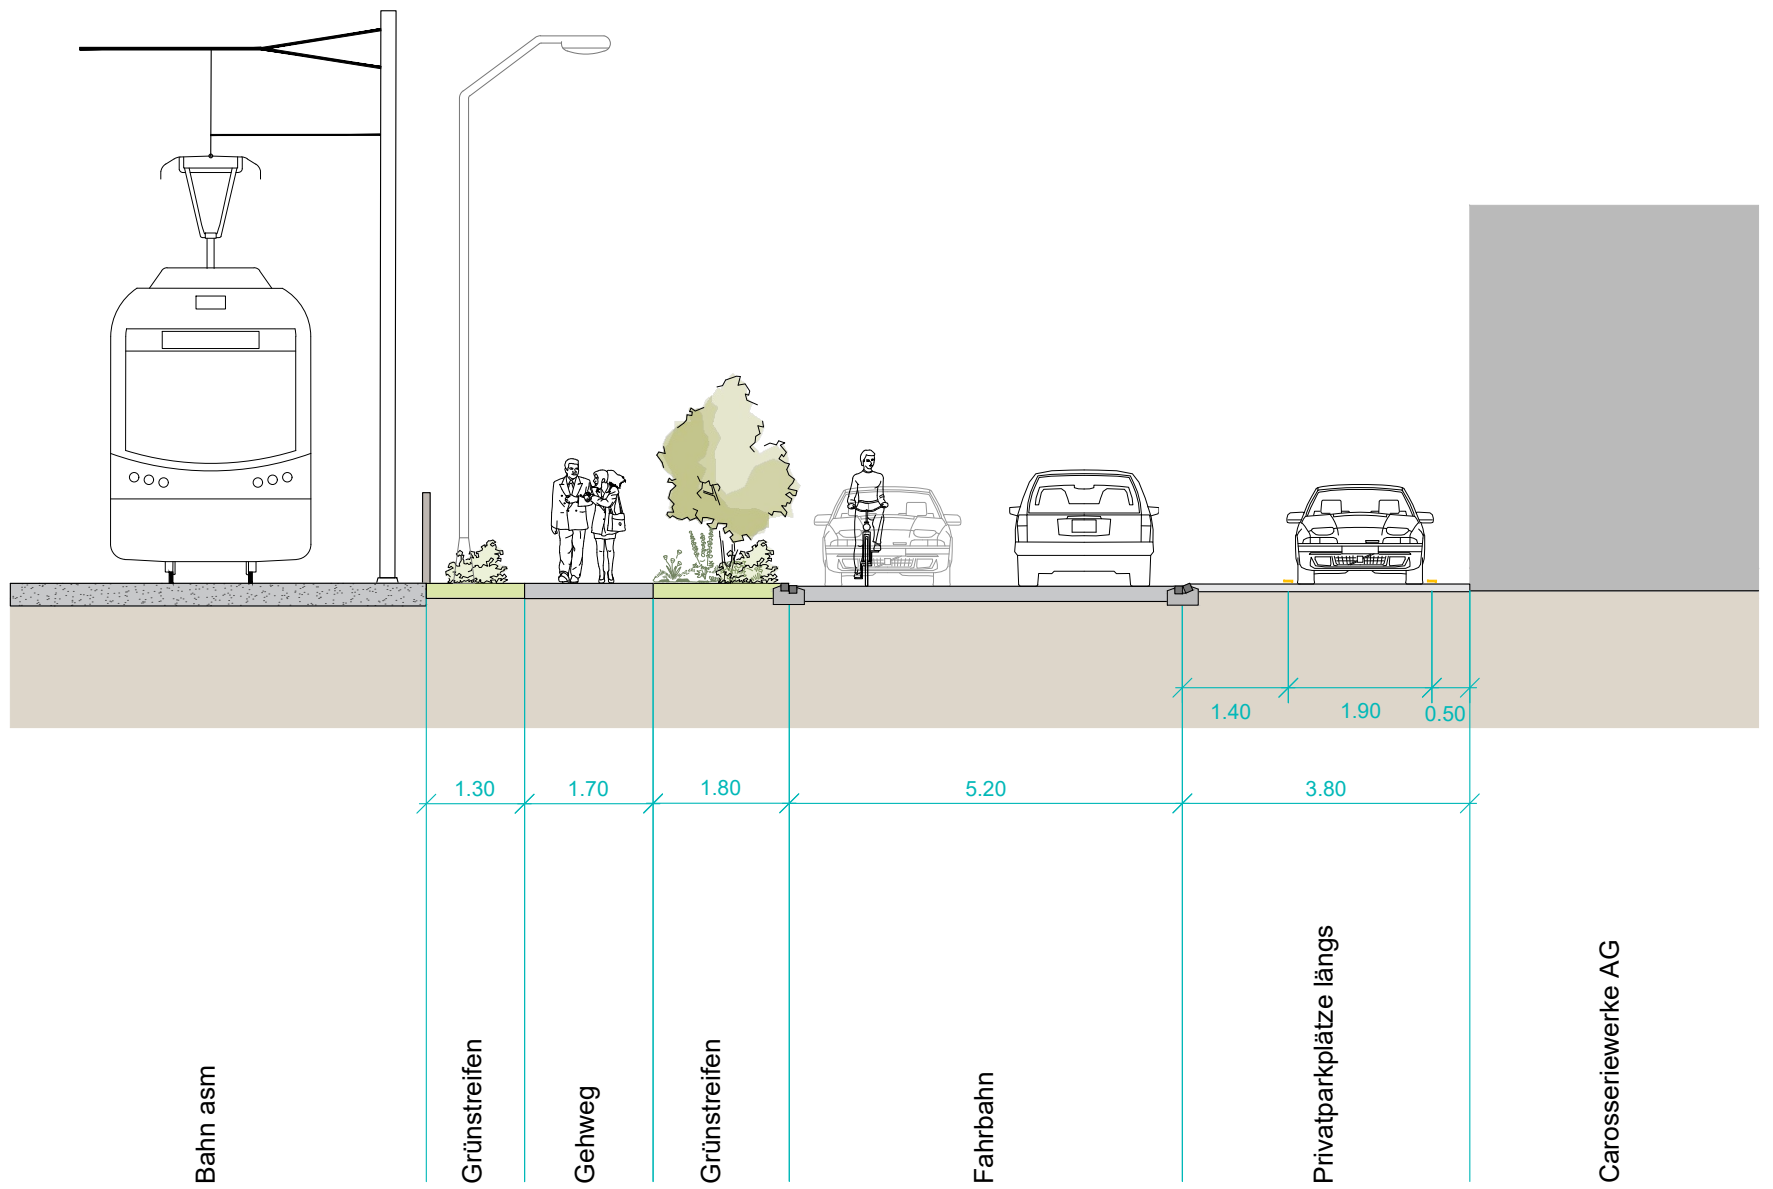 1.40
1.90
0.50
1.30
1.70
1.80
5.20
3.80
Bahn asm
Grünstreifen
Gehweg
Grünstreifen
Fahrbahn
Privatparkplätze längs
Carosseriewerke AG